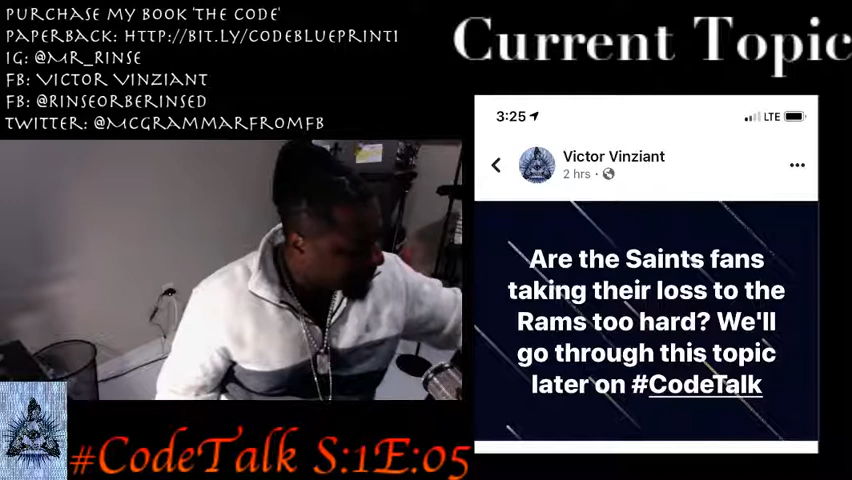 PURCHASE MY BOOK 'THE CODE'
PAPERBACK: HTTP://BIT.LY/CODEBLUEPRINT1
IG: @MR_RINSE
FB: VICTOR VINZIANT
FB: @RINSEORBERINSED
TWITTER: @MCGRAMMARFROMFB
Current Topic
3:25
LTE
Victor Vinziant
2 hrs ·
Are the Saints fans
taking their loss to the
Rams too hard? We'll
go through this topic
later on #CodeTalk
#CodeTalk S:1E:05